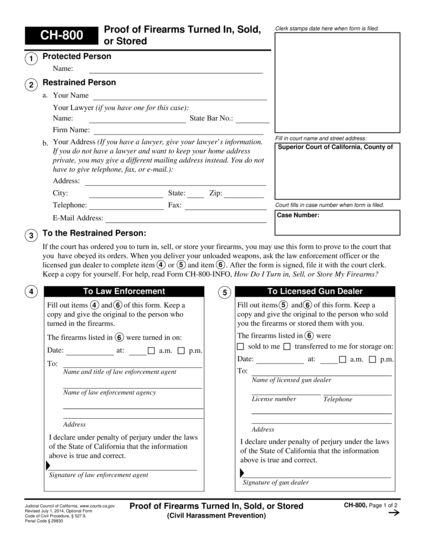 CH-800
Proof of Firearms Turned In, Sold, or Stored
Clerk stamps date here when form is filed.
1 Protected Person
Name:
2 Restrained Person
a. Your Name
Your Lawyer (if you have one for this case):
Name: State Bar No.:
Firm Name:
b. Your Address (If you have a lawyer, give your lawyer's information.
If you do not have a lawyer and want to keep your home address
private, you may give a different mailing address instead. You do not
have to give telephone, fax, or e-mail.):
Address:
City: State: Zip:
Telephone: Fax:
E-Mail Address:
Fill in court name and street address:
Superior Court of California, County of
Court fills in case number when form is filed.
Case Number:
3 To the Restrained Person:
If the court has ordered you to turn in, sell, or store your firearms, you may use this form to prove to the court that
you have obeyed its orders. When you deliver your unloaded weapons, ask the law enforcement officer or the
licensed gun dealer to complete item 4 or 5 and item 6. After the form is signed, file it with the court clerk.
Keep a copy for yourself. For help, read Form CH-800-INFO, How Do I Turn in, Sell, or Store My Firearms?
4 To Law Enforcement
Fill out items 4 and 6 of this form. Keep a
copy and give the original to the person who
turned in the firearms.
The firearms listed in 6 were turned in on:
Date: at: a.m. p.m.
To:
Name and title of law enforcement agent
Name of law enforcement agency
Address
I declare under penalty of perjury under the laws
of the State of California that the information
above is true and correct.
Signature of law enforcement agent
5 To Licensed Gun Dealer
Fill out items 5 and 6 of this form. Keep a
copy and give the original to the person who sold
you the firearms or stored them with you.
The firearms listed in 6 were
sold to me transferred to me for storage on:
Date: at: a.m. p.m.
To:
Name of licensed gun dealer
License number Telephone
Address
I declare under penalty of perjury under the laws
of the State of California that the information
above is true and correct.
Signature of gun dealer
Judicial Council of California, www.courts.ca.gov
Revised July 1, 2014, Optional Form
Code of Civil Procedure, § 527.9
Penal Code § 29830
Proof of Firearms Turned In, Sold, or Stored
(Civil Harassment Prevention)
CH-800, Page 1 of 2